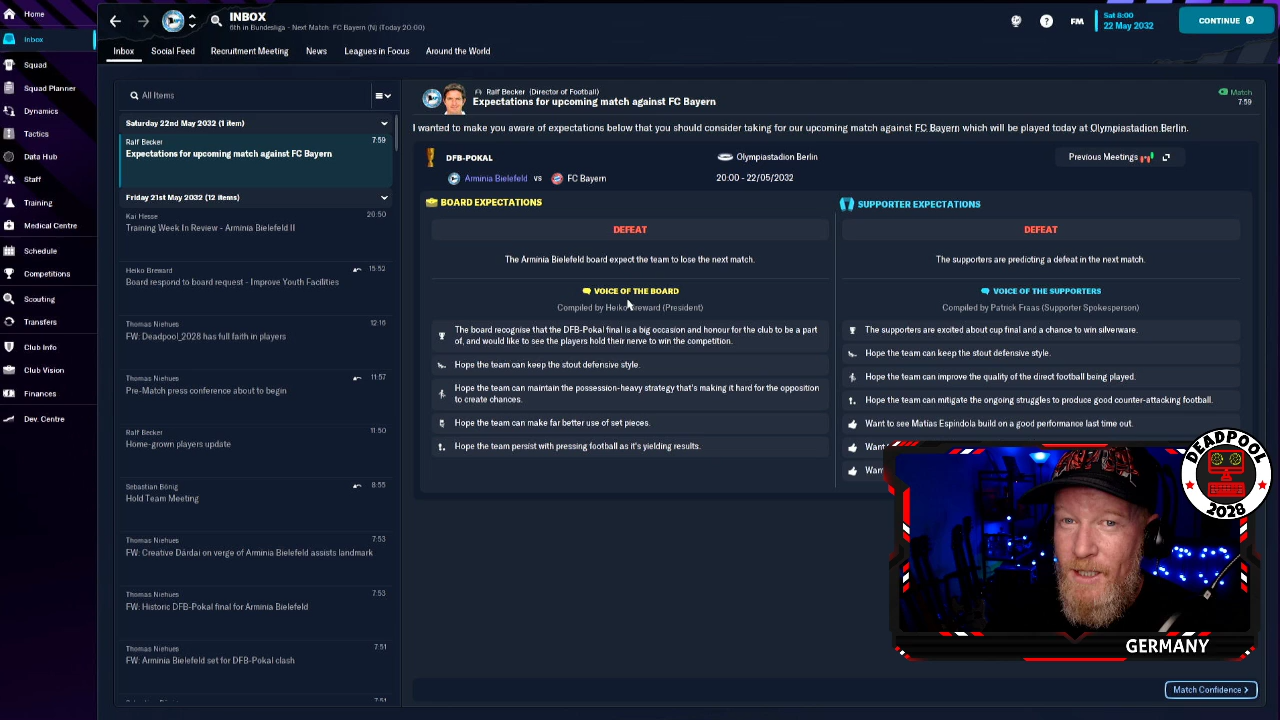 Home
Inbox
Squad
Squad Planner
Dynamics
Tactics
Data Hub
Staff
Training
Medical Centre
Schedule
Competitions
Scouting
Transfers
Club Info
Club Vision
Finances
Dev. Centre
INBOX
6th in Bundesliga - Next Match: FC Bayern (N) (Today 20:00)
FM
Sat 8:00
22 May 2032
CONTINUE
Inbox
Social Feed
Recruitment Meeting
News
Leagues in Focus
Around the World
All Items
Saturday 22nd May 2032 (1 item)
Ralf Becker 7:59
Expectations for upcoming match against FC Bayern
Friday 21st May 2032 (12 items)
Kai Hesse 20:50
Training Week In Review - Arminia Bielefeld II
Heiko Breward 15:52
Board respond to board request - Improve Youth Facilities
Thomas Niehues 12:16
FW: Deadpool_2028 has full faith in players
Thomas Niehues 11:57
Pre-Match press conference about to begin
Ralf Becker 11:50
Home-grown players update
Sebastian Bönig 8:55
Hold Team Meeting
Thomas Niehues 7:53
FW: Creative Dárdai on verge of Arminia Bielefeld assists landmark
Thomas Niehues 7:53
FW: Historic DFB-Pokal final for Arminia Bielefeld
Thomas Niehues 7:51
FW: Arminia Bielefeld set for DFB-Pokal clash
Ralf Becker (Director of Football)
Expectations for upcoming match against FC Bayern
Match
7:59
I wanted to make you aware of expectations below that you should consider taking for our upcoming match against FC Bayern which will be played today at Olympiastadion Berlin.
DFB-POKAL
Olympiastadion Berlin
Previous Meetings
Arminia Bielefeld vs FC Bayern
20:00 - 22/05/2032
BOARD EXPECTATIONS
DEFEAT
The Arminia Bielefeld board expect the team to lose the next match.
VOICE OF THE BOARD
Compiled by Heiko Breward (President)
The board recognise that the DFB-Pokal final is a big occasion and honour for the club to be a part
of, and would like to see the players hold their nerve to win the competition.
Hope the team can keep the stout defensive style.
Hope the team can maintain the possession-heavy strategy that's making it hard for the opposition
to create chances.
Hope the team can make far better use of set pieces.
Hope the team persist with pressing football as it's yielding results.
SUPPORTER EXPECTATIONS
DEFEAT
The supporters are predicting a defeat in the next match.
VOICE OF THE SUPPORTERS
Compiled by Patrick Fraas (Supporter Spokesperson)
The supporters are excited about cup final and a chance to win silverware.
Hope the team can keep the stout defensive style.
Hope the team can improve the quality of the direct football being played.
Hope the team can mitigate the ongoing struggles to produce good counter-attacking football.
Want to see Matias Espindola build on a good performance last time out.
Want
Want
DEADPOOL
2028
GERMANY
Match Confidence